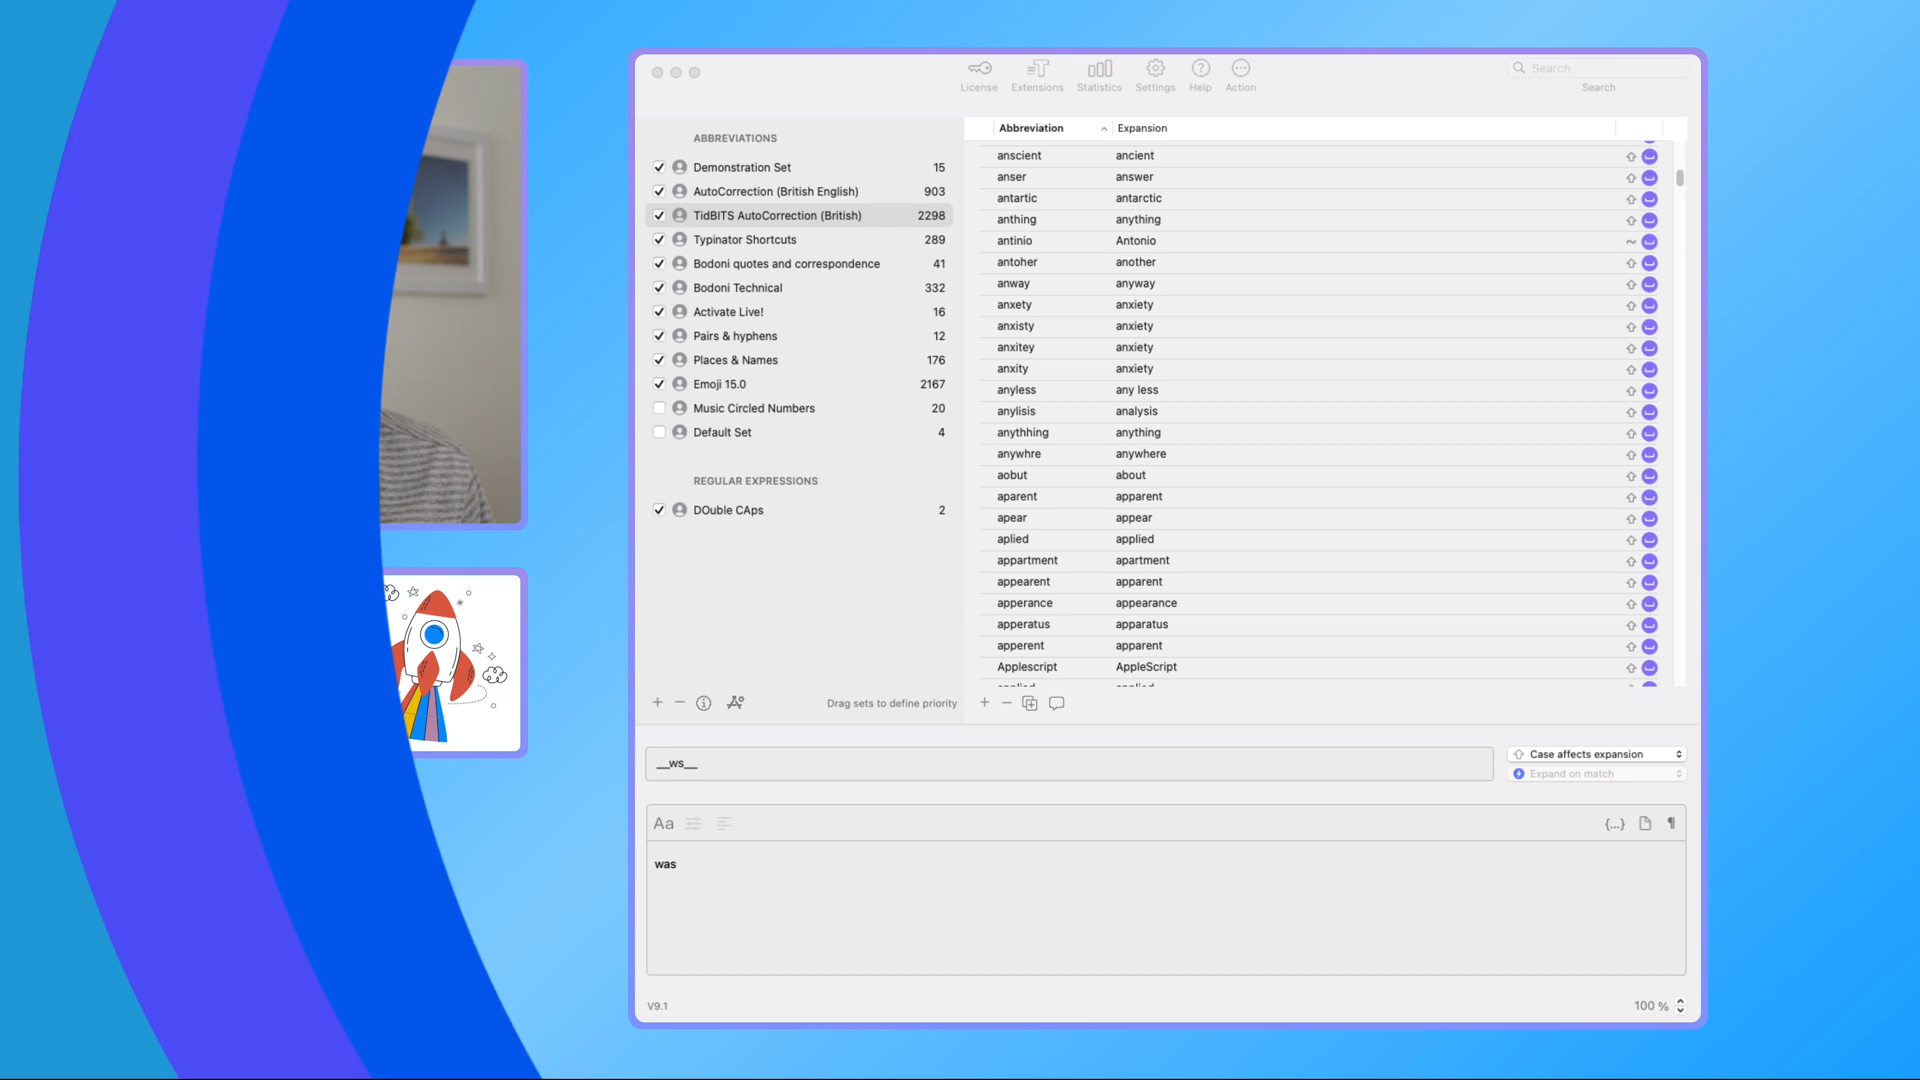 License
Extensions
Statistics
Settings
Help
Action
Search
Search
ABBREVIATIONS
Demonstration Set 15
AutoCorrection (British English) 903
TidBITS AutoCorrection (British) 2298
Typinator Shortcuts 289
Bodoni quotes and correspondence 41
Bodoni Technical 332
Activate Live! 16
Pairs & hyphens 12
Places & Names 176
Emoji 15.0 2167
Music Circled Numbers 20
Default Set 4
REGULAR EXPRESSIONS
DOuble CAps 2
Drag sets to define priority
Abbreviation Expansion
anscient ancient
anser answer
antartic antarctic
anthing anything
antinio Antonio
antoher another
anway anyway
anxety anxiety
anxisty anxiety
anxitey anxiety
anxity anxiety
anyless any less
anylisis analysis
anythhing anything
anywhre anywhere
aobut about
aparent apparent
apear appear
aplied applied
appartment apartment
appearent apparent
apperance appearance
apperatus apparatus
apperent apparent
Applescript AppleScript
__ws__
Case affects expansion
Expand on match
Aa
{...}
¶
was
V9.1
100 %